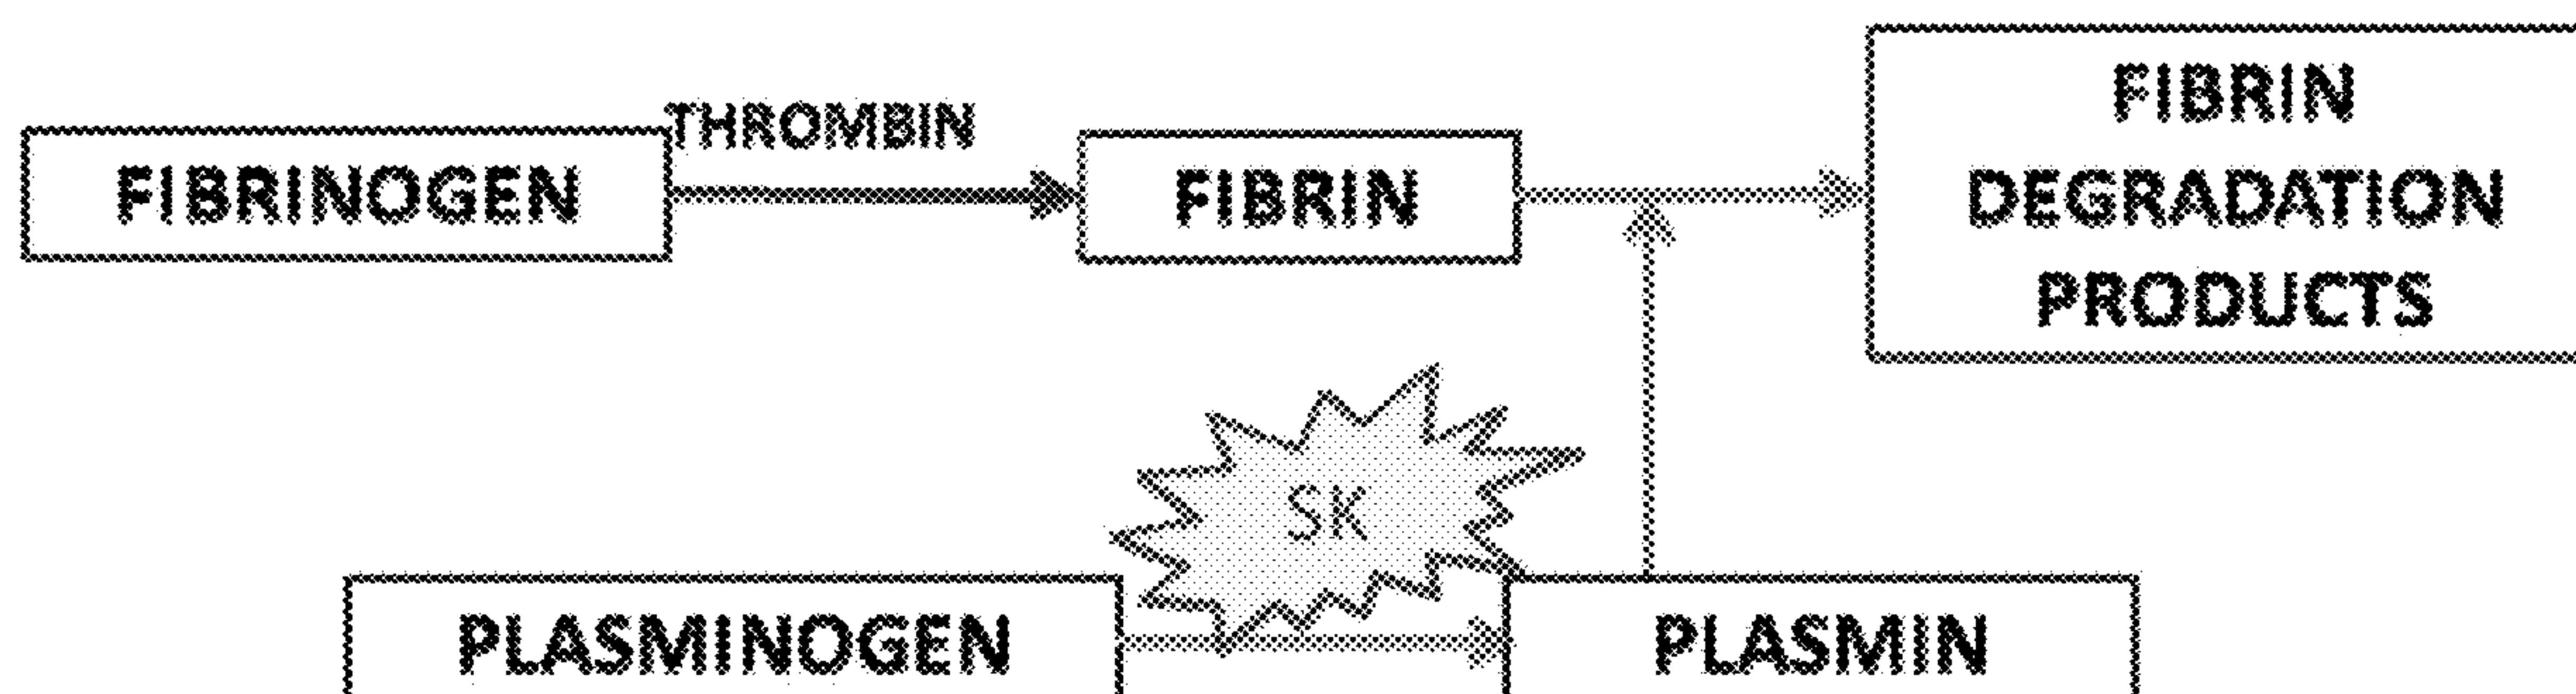 THROMBIN
FIBRINOGEN
FIBRIN
FIBRIN
DEGRADATION
PRODUCTS
SK
PLASMINOGEN
PLASMIN